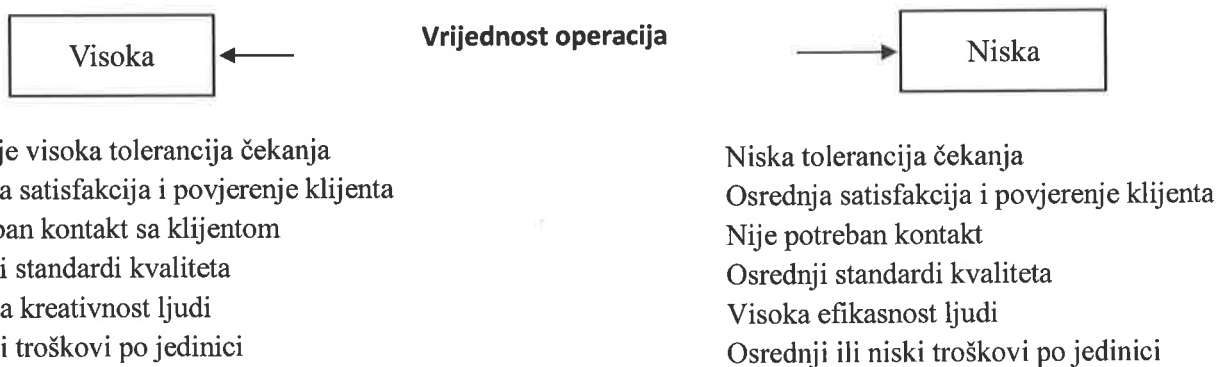 Vrijednost operacija
Visoka
Niska
je visoka tolerancija čekanja
a satisfakcija i povjerenje klijenta
ban kontakt sa klijentom
i standardi kvaliteta
a kreativnost ljudi
i troškovi po jedinici
Niska tolerancija čekanja
Osrednja satisfakcija i povjerenje klijenta
Nije potreban kontakt
Osrednji standardi kvaliteta
Visoka efikasnost ljudi
Osrednji ili niski troškovi po jedinici